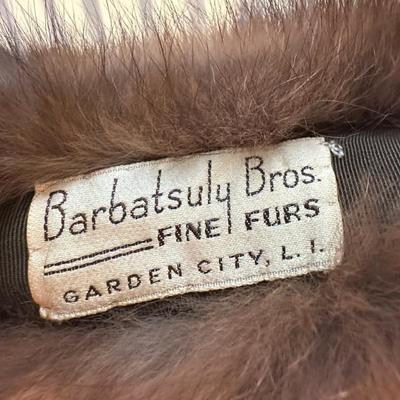 Barbatsuly Bros.
FINE FURS
GARDEN CITY, L. I.